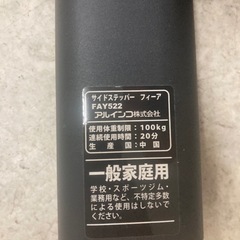 サイドステッパー フィーア
FAY522
アルインコ株式会社
使用体重制限：100kg
連続使用時間：20分
生産国：中国
一般家庭用
学校・スポーツジム・
業務用など、不特定多数
による使用はしないで
ください。